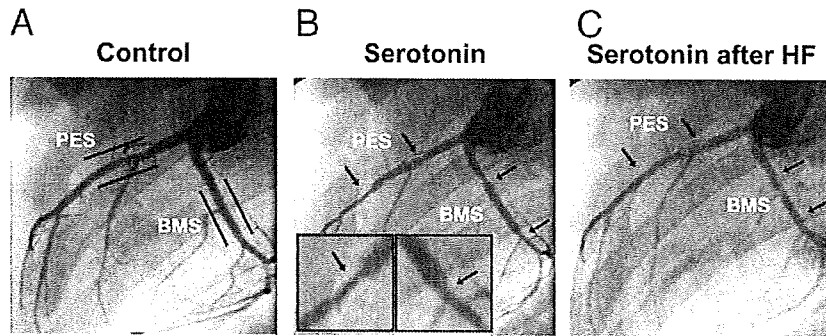 A
Control
PES
BMS
B
Serotonin
PES
BMS
C
Serotonin after HF
PES
BMS